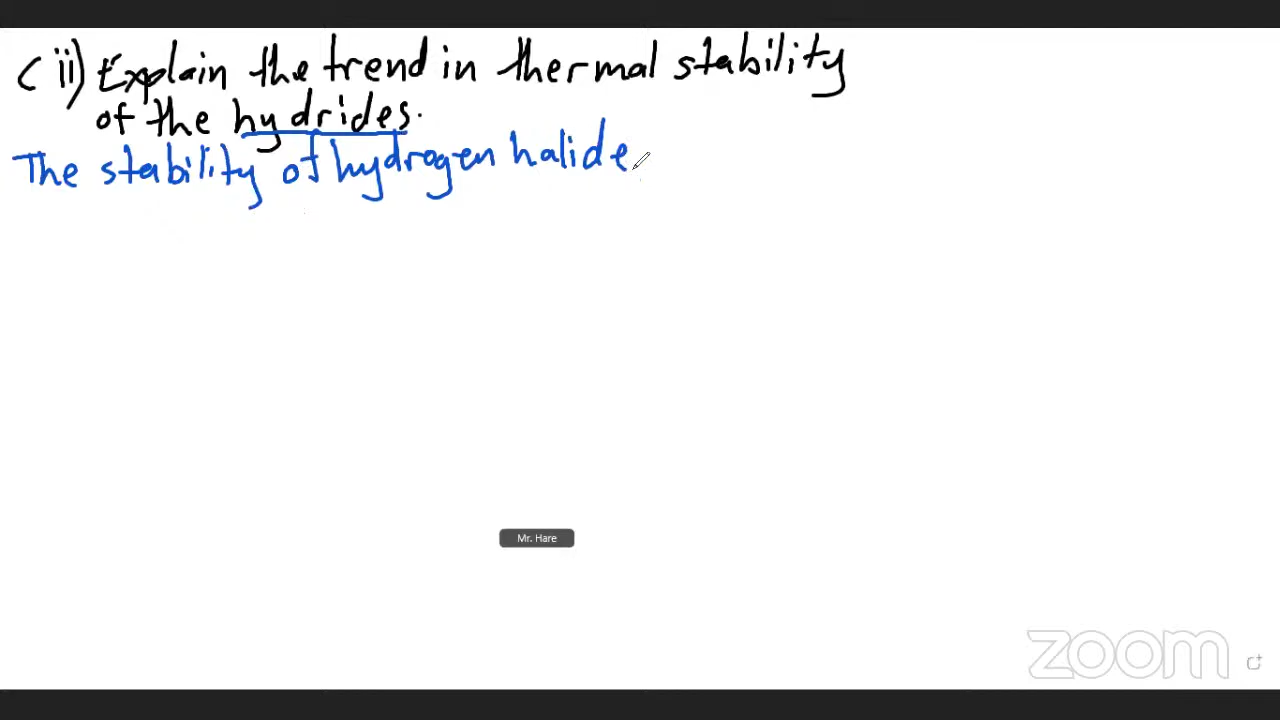 (ii) Explain the trend in thermal stability
of the hydrides.
The stability of hydrogen halide
Mr. Hare
zoom